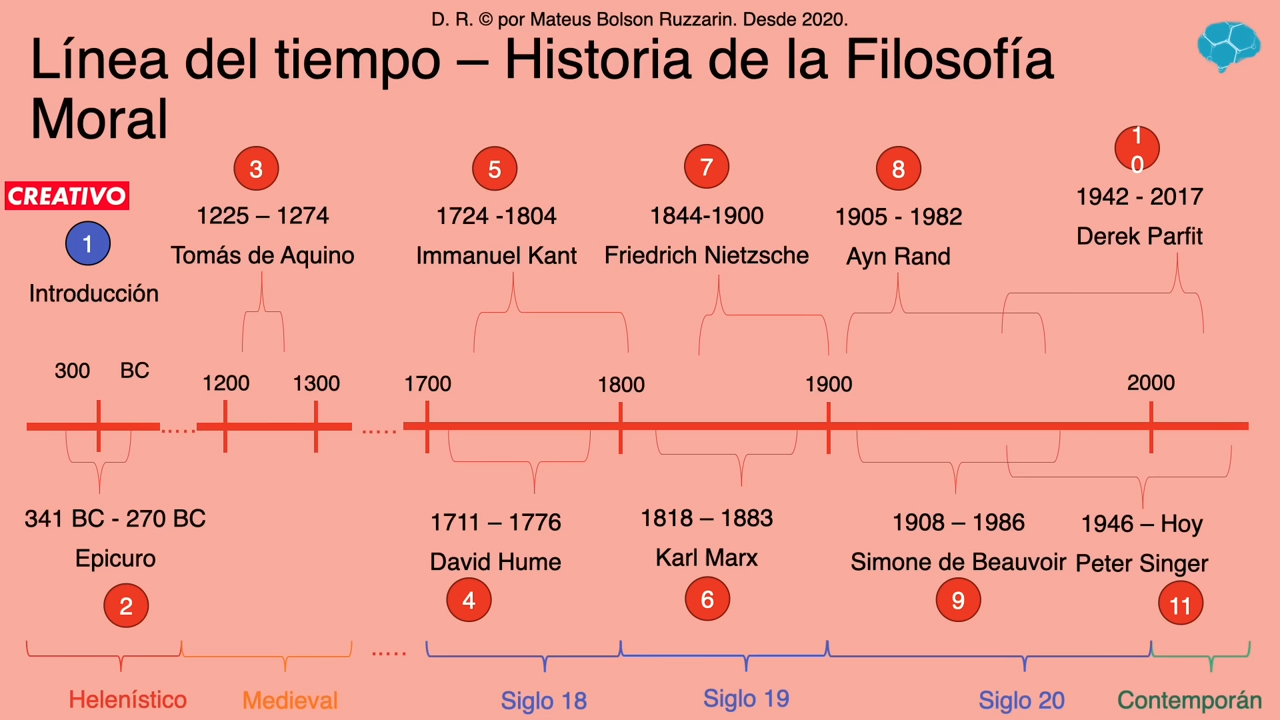 D. R. © por Mateus Bolson Ruzzarin. Desde 2020.
Línea del tiempo – Historia de la Filosofía
Moral
CREATIVO
1
Introducción
3
1225 – 1274
Tomás de Aquino
5
1724 -1804
Immanuel Kant
7
1844-1900
Friedrich Nietzsche
8
1905 - 1982
Ayn Rand
1
0
1942 - 2017
Derek Parfit
300 BC
1200
1300
1700
1800
1900
2000
341 BC - 270 BC
Epicuro
2
1711 – 1776
David Hume
4
1818 – 1883
Karl Marx
6
1908 – 1986
Simone de Beauvoir
9
1946 – Hoy
Peter Singer
11
Helenístico
Medieval
Siglo 18
Siglo 19
Siglo 20
Contemporán